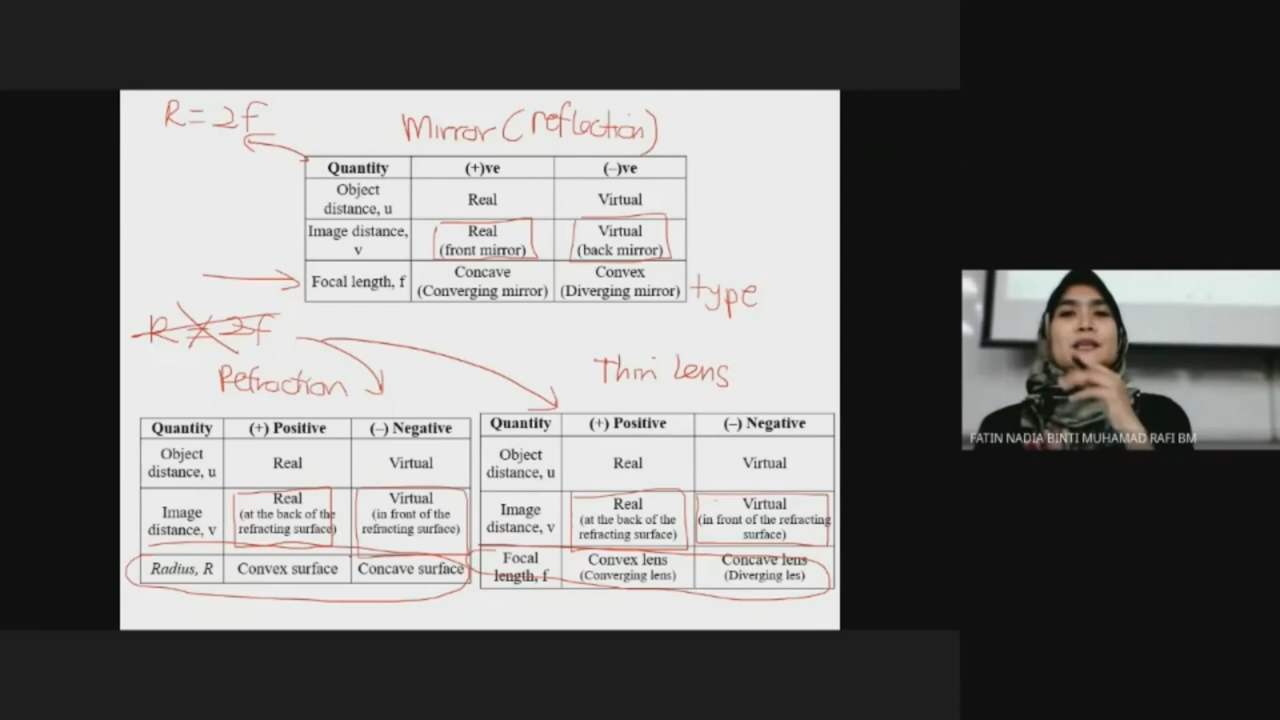 R = 2f
Mirror (reflection)
Quantity (+)ve (–)ve
Object distance, u Real Virtual
Image distance, v Real (front mirror) Virtual (back mirror)
Focal length, f Concave (Converging mirror) Convex (Diverging mirror)
type
R = 2f
Refraction
Thin Lens
Quantity (+) Positive (–) Negative
Object distance, u Real Virtual
Image distance, v Real (at the back of the refracting surface) Virtual (in front of the refracting surface)
Radius, R Convex surface Concave surface
Quantity (+) Positive (–) Negative
Object distance, u Real Virtual
Image distance, v Real (at the back of the refracting surface) Virtual (in front of the refracting surface)
Focal length, f Convex lens (Converging lens) Concave lens (Diverging les)
FATIN NADIA BINTI MUHAMAD RAFI BM